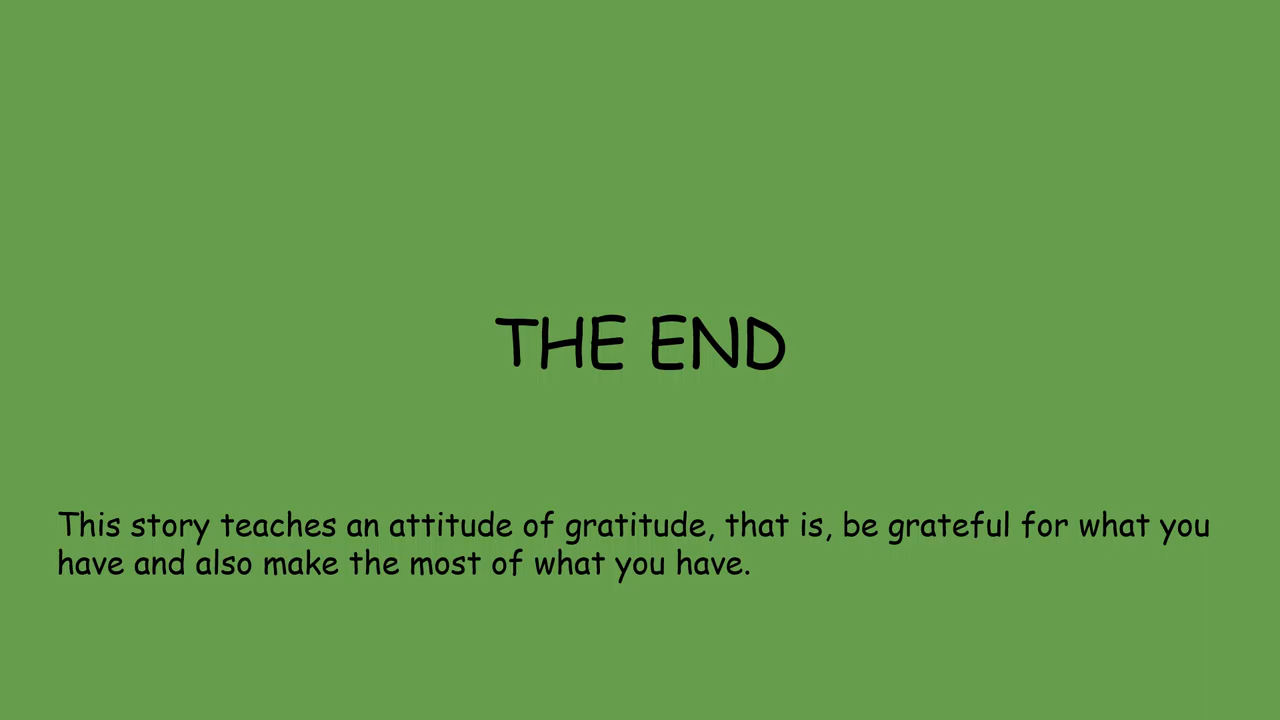 THE END
This story teaches an attitude of gratitude, that is, be grateful for what you
have and also make the most of what you have.